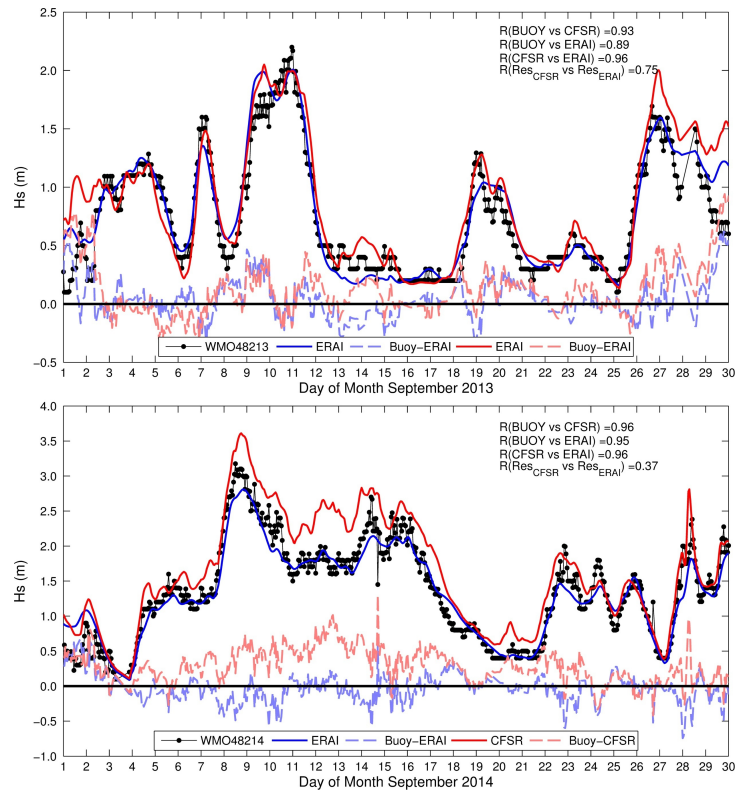 2.5
2.0
1.5
1.0
0.5
0.0
−0.5
Hs (m)
R(BUOY vs CFSR) =0.93
R(BUOY vs ERAI) =0.89
R(CFSR vs ERAI) =0.96
R(Res_CFSR vs Res_ERAI) =0.75
WMO48213 ERAI Buoy−ERAI ERAI Buoy−ERAI
1 2 3 4 5 6 7 8 9 10 11 12 13 14 15 16 17 18 19 20 21 22 23 24 25 26 27 28 29 30
Day of Month September 2013
4.0
3.5
3.0
2.5
2.0
1.5
1.0
0.5
0.0
−0.5
−1.0
Hs (m)
R(BUOY vs CFSR) =0.96
R(BUOY vs ERAI) =0.95
R(CFSR vs ERAI) =0.96
R(Res_CFSR vs Res_ERAI) =0.37
WMO48214 ERAI Buoy−ERAI CFSR Buoy−CFSR
1 2 3 4 5 6 7 8 9 10 11 12 13 14 15 16 17 18 19 20 21 22 23 24 25 26 27 28 29 30
Day of Month September 2014